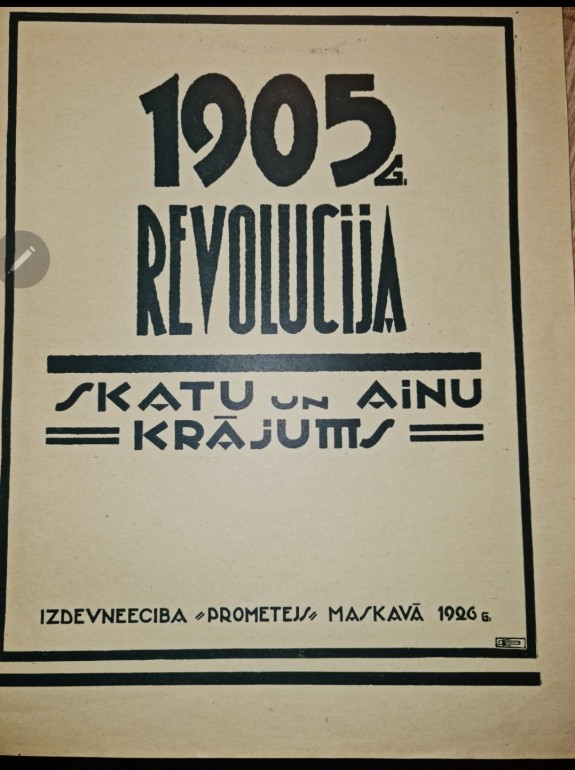 1905 G.
REVOLUCIJA
SKATU UN AINU
KRĀJUMS
IZDEVNEECIBA "PROMETEJS" MASKAVĀ 1926 G.